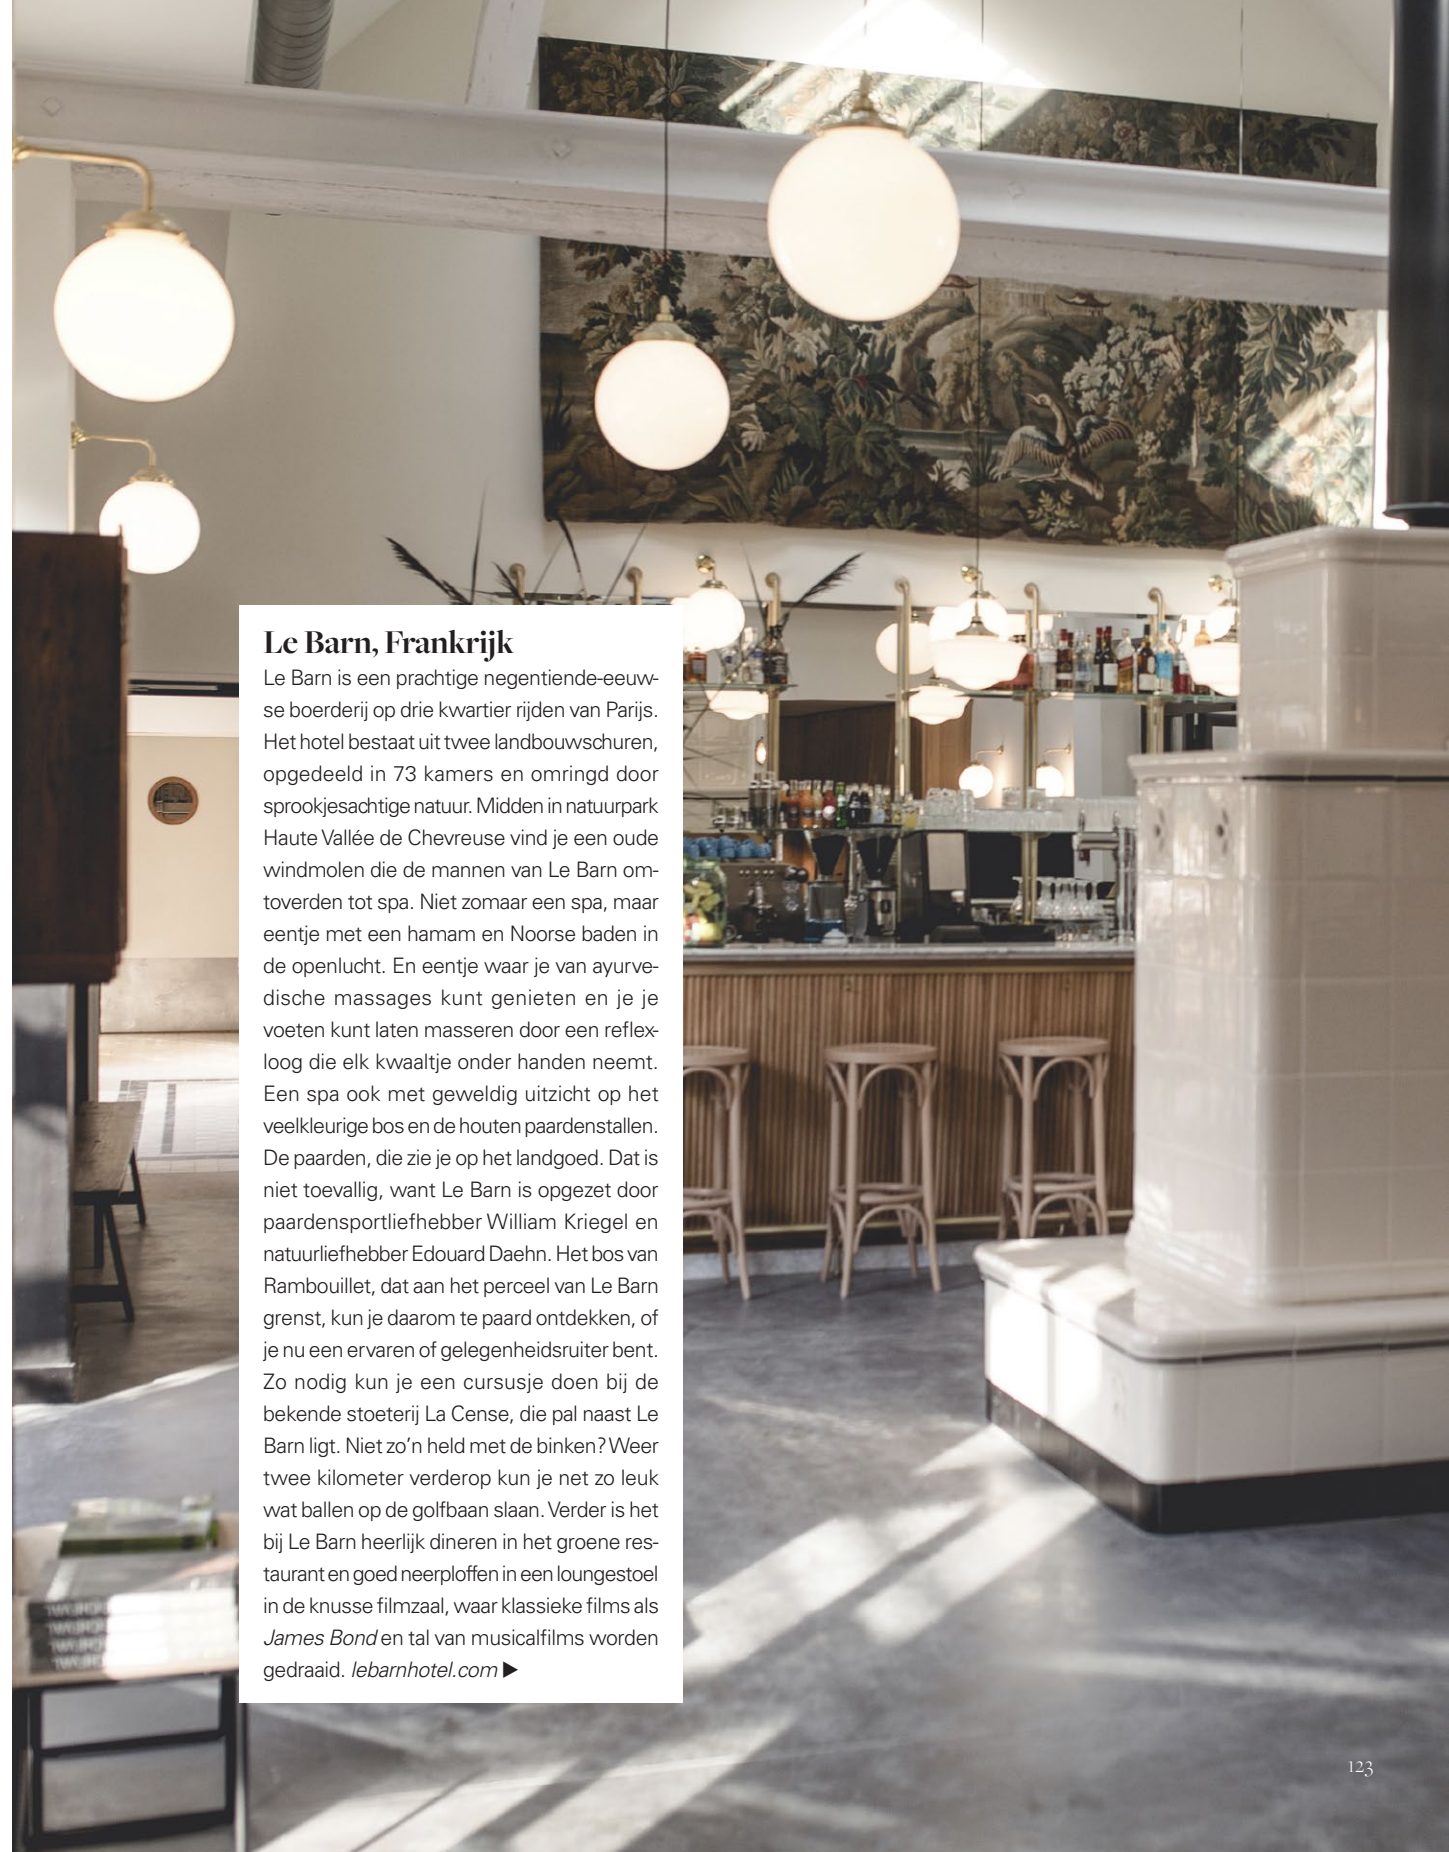 Le Barn, Frankrijk
Le Barn is een prachtige negentiende-eeuw-
se boerderij op drie kwartier rijden van Parijs.
Het hotel bestaat uit twee landbouwschuren,
opgedeeld in 73 kamers en omringd door
sprookjesachtige natuur. Midden in natuurpark
Haute Vallée de Chevreuse vind je een oude
windmolen die de mannen van Le Barn om-
toverden tot spa. Niet zomaar een spa, maar
eentje met een hamam en Noorse baden in
de openlucht. En eentje waar je van ayurve-
dische massages kunt genieten en je je
voeten kunt laten masseren door een reflex-
loog die elk kwaaltje onder handen neemt.
Een spa ook met geweldig uitzicht op het
veelkleurige bos en de houten paardenstallen.
De paarden, die zie je op het landgoed. Dat is
niet toevallig, want Le Barn is opgezet door
paardensportliefhebber William Kriegel en
natuurliefhebber Edouard Daehn. Het bos van
Rambouillet, dat aan het perceel van Le Barn
grenst, kun je daarom te paard ontdekken, of
je nu een ervaren of gelegenheidsruiter bent.
Zo nodig kun je een cursusje doen bij de
bekende stoeterij La Cense, die pal naast Le
Barn ligt. Niet zo'n held met de binken? Weer
twee kilometer verderop kun je net zo leuk
wat ballen op de golfbaan slaan. Verder is het
bij Le Barn heerlijk dineren in het groene res-
taurant en goed neerploffen in een loungestoel
in de knusse filmzaal, waar klassieke films als
James Bond en tal van musicalfilms worden
gedraaid. lebarnhotel.com ▶
123